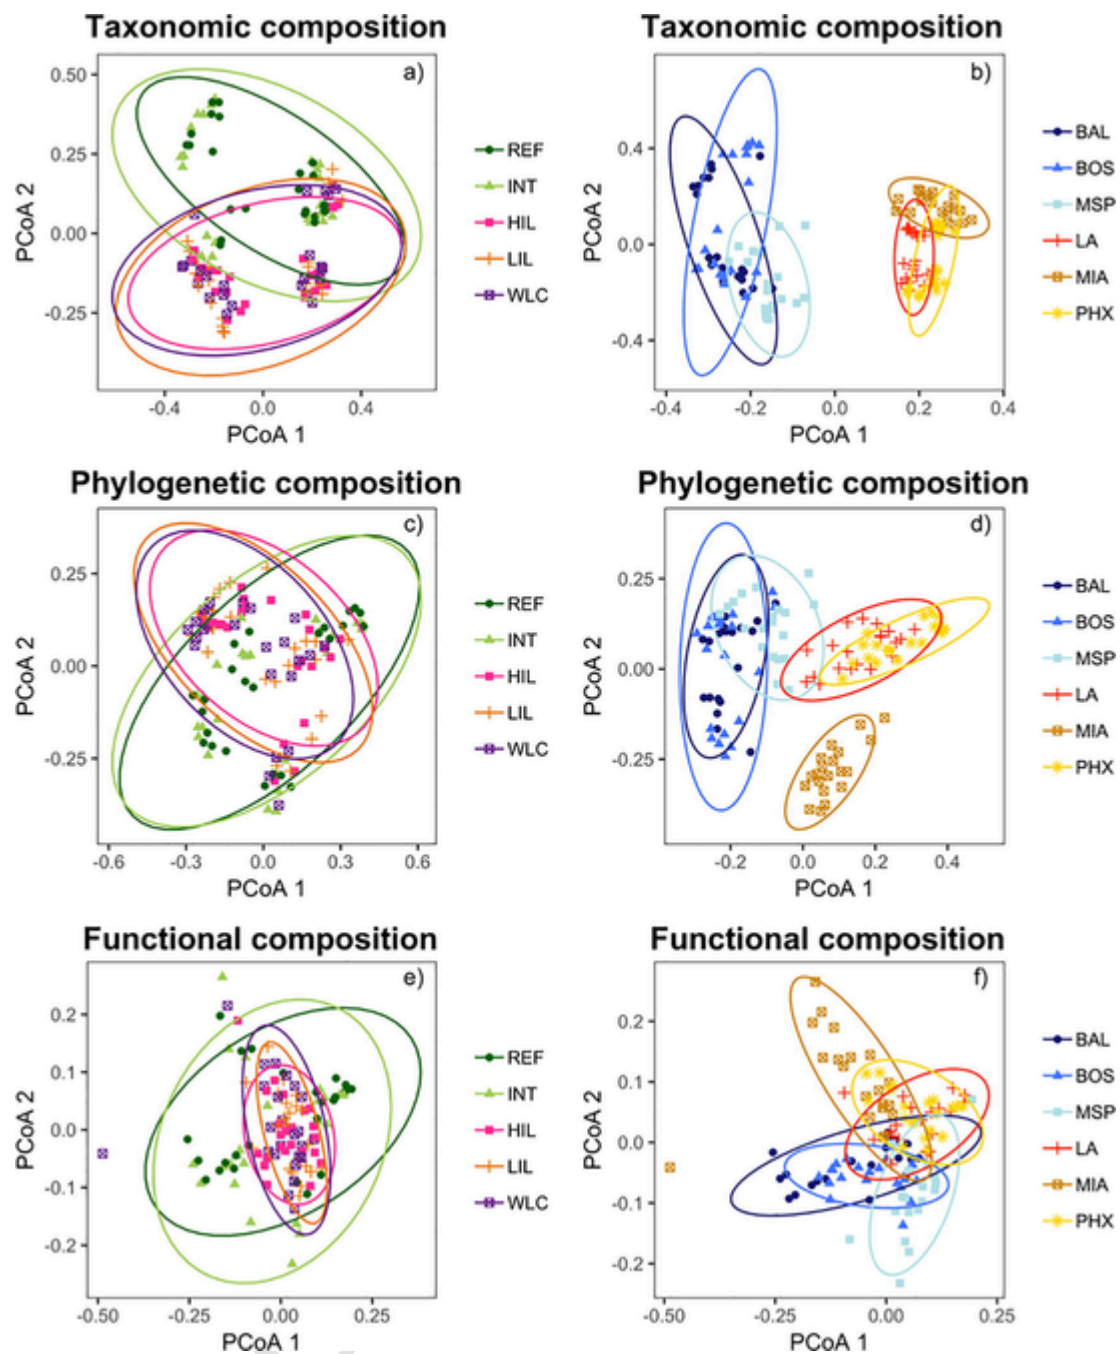 Taxonomic composition
a)
0.50
0.25
0.00
-0.25
-0.4 0.0 0.4
PCoA 2
PCoA 1
REF
INT
HIL
LIL
WLC
Taxonomic composition
b)
0.4
0.0
-0.4
-0.4 -0.2 0.0 0.2 0.4
PCoA 2
PCoA 1
BAL
BOS
MSP
LA
MIA
PHX
Phylogenetic composition
c)
0.25
0.00
-0.25
-0.6 -0.3 0.0 0.3 0.6
PCoA 2
PCoA 1
REF
INT
HIL
LIL
WLC
Phylogenetic composition
d)
0.25
0.00
-0.25
-0.2 0.0 0.2 0.4
PCoA 2
PCoA 1
BAL
BOS
MSP
LA
MIA
PHX
Functional composition
e)
0.2
0.1
0.0
-0.1
-0.2
-0.50 -0.25 0.00 0.25
PCoA 2
PCoA 1
REF
INT
HIL
LIL
WLC
Functional composition
f)
0.2
0.1
0.0
-0.1
-0.2
-0.50 -0.25 0.00 0.25
PCoA 2
PCoA 1
BAL
BOS
MSP
LA
MIA
PHX